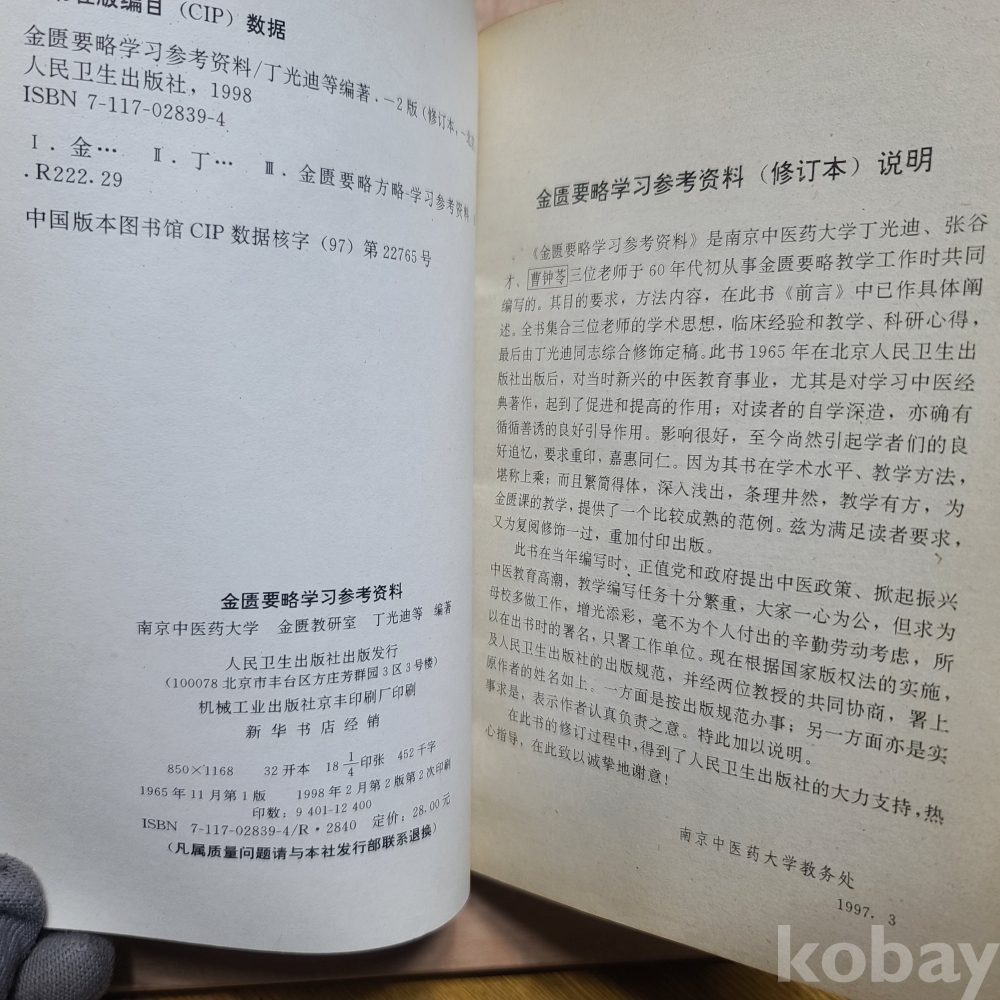 版编目（CIP）数据
金匮要略学习参考资料/丁光迪等编著.—2版（修订本.—北京
人民卫生出版社，1998
ISBN 7-117-02839-4
Ⅰ．金… Ⅱ．丁… Ⅲ．金匮要略方略-学习参考资料
.R222.29
中国版本图书馆CIP数据核字（97）第22765号
金匮要略学习参考资料
南京中医药大学 金匮教研室 丁光迪等 编著
人民卫生出版社出版发行
（100078 北京市丰台区方庄芳群园3区3号楼）
机械工业出版社京丰印刷厂印刷
新华书店经销
850×1168 32开本 18 1/4印张 452千字
1965年11月第1版 1998年2月第2版第2次印刷
印数：9 401-12 400
ISBN 7-117-02839-4/R·2840 定价：28.00元
（凡属质量问题请与本社发行部联系退换）
金匮要略学习参考资料（修订本）说明
《金匮要略学习参考资料》是南京中医药大学丁光迪、张谷
才、曹钟苓三位老师于60年代初从事金匮要略教学工作时共同
编写的。其目的要求，方法内容，在此书《前言》中已作具体阐
述。全书集合三位老师的学术思想，临床经验和教学、科研心得，
最后由丁光迪同志综合修饰定稿。此书1965年在北京人民卫生出
版社出版后，对当时新兴的中医教育事业，尤其是对学习中医经
典著作，起到了促进和提高的作用；对读者的自学深造，亦确有
循循善诱的良好引导作用。影响很好，至今尚然引起学者们的良
好追忆，要求重印，嘉惠同仁。因为其书在学术水平、教学方法，
堪称上乘；而且繁简得体，深入浅出，条理井然，教学有方，为
金匮课的教学，提供了一个比较成熟的范例。兹为满足读者要求，
又为复阅修饰一过，重加付印出版。
此书在当年编写时，正值党和政府提出中医政策、掀起振兴
中医教育高潮，教学编写任务十分繁重，大家一心为公，但求为
母校多做工作，增光添彩，毫不为个人付出的辛勤劳动考虑，所
以在出书时的署名，只署工作单位。现在根据国家版权法的实施，
及人民卫生出版社的出版规范，并经两位教授的共同协商，署上
原作者的姓名如上。一方面是按出版规范办事；另一方面亦是实
事求是，表示作者认真负责之意。特此加以说明。
在此书的修订过程中，得到了人民卫生出版社的大力支持，热
心指导，在此致以诚挚地谢意！
南京中医药大学教务处
1997．3
kobay